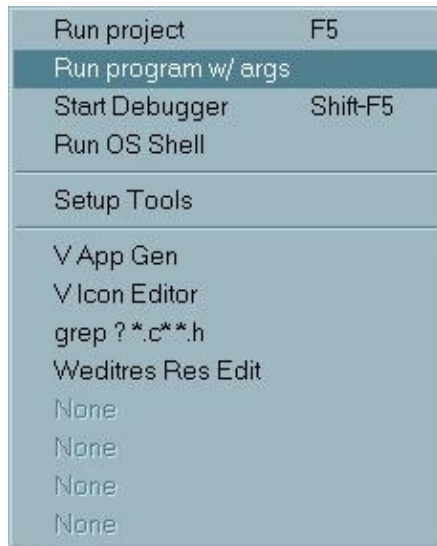 Run project F5
Run program w/ args
Start Debugger Shift-F5
Run OS Shell
Setup Tools
V App Gen
V Icon Editor
grep ? *.c* *.h
Weditres Res Edit
None
None
None
None